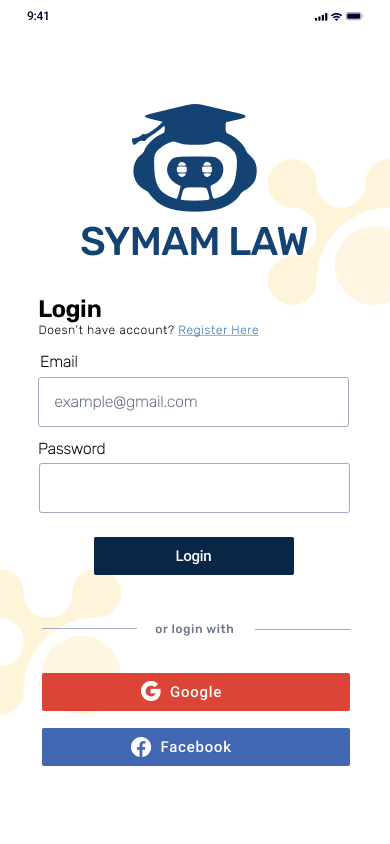 9:41
SYMAM LAW
Login
Doesn't have account? Register Here
Email
example@gmail.com
Password
Login
or login with
Google
Facebook